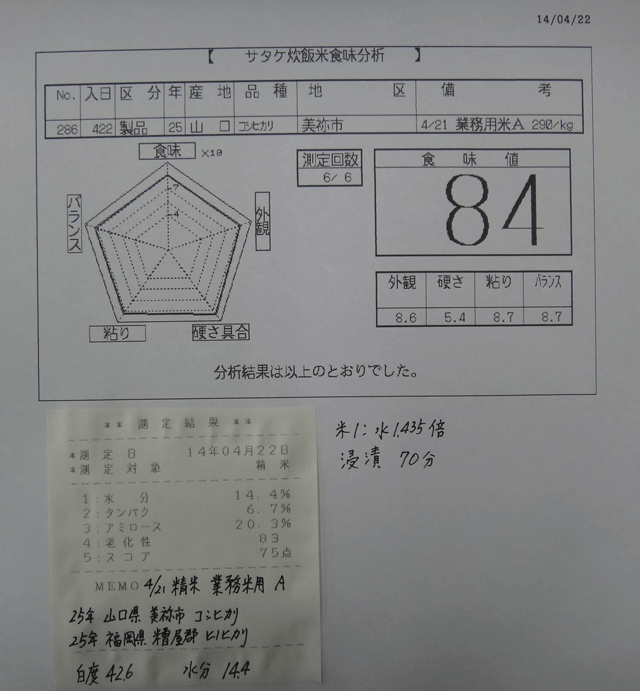 14/04/22
【 サタケ炊飯米食味分析 】
No. 入日 区分 年 産地 品種 地区 備考
286 422 製品 25 山口 コシヒカリ 美祢市 4/21 業務用米A 290/kg
食味 ×10
測定回数
6/ 6
食味値
84
7
4
バランス
外観
粘り
硬さ具合
外観 硬さ 粘り バランス
8.6 5.4 8.7 8.7
分析結果は以上のとおりでした。
** 測定結果 **
*測定日 14年04月22日
*測定対象 精米
1:水分 14.4%
2:タンパク 6.7%
3:アミロース 20.3%
4:老化性 83
5:スコア 75点
MEMO 4/21 精米 業務米用 A
25年 山口県 美祢市 コシヒカリ
25年 福岡県 糟屋郡 ヒノヒカリ
白度 42.6 水分 14.4
米1:水1.435倍
浸漬 70分